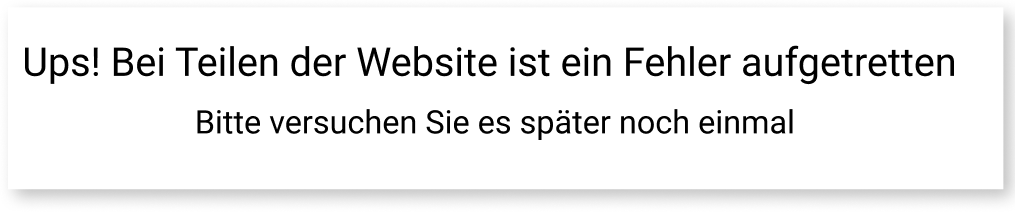 Ups! Bei Teilen der Website ist ein Fehler aufgetretten
Bitte versuchen Sie es später noch einmal